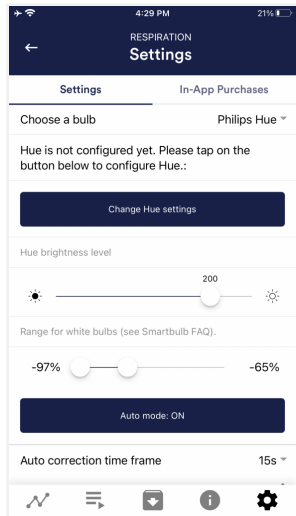 4:29 PM
21%
RESPIRATION
Settings
Settings
In-App Purchases
Choose a bulb
Philips Hue
Hue is not configured yet. Please tap on the
button below to configure Hue.:
Change Hue settings
Hue brightness level
200
Range for white bulbs (see Smartbulb FAQ).
-97%
-65%
Auto mode: ON
Auto correction time frame
15s